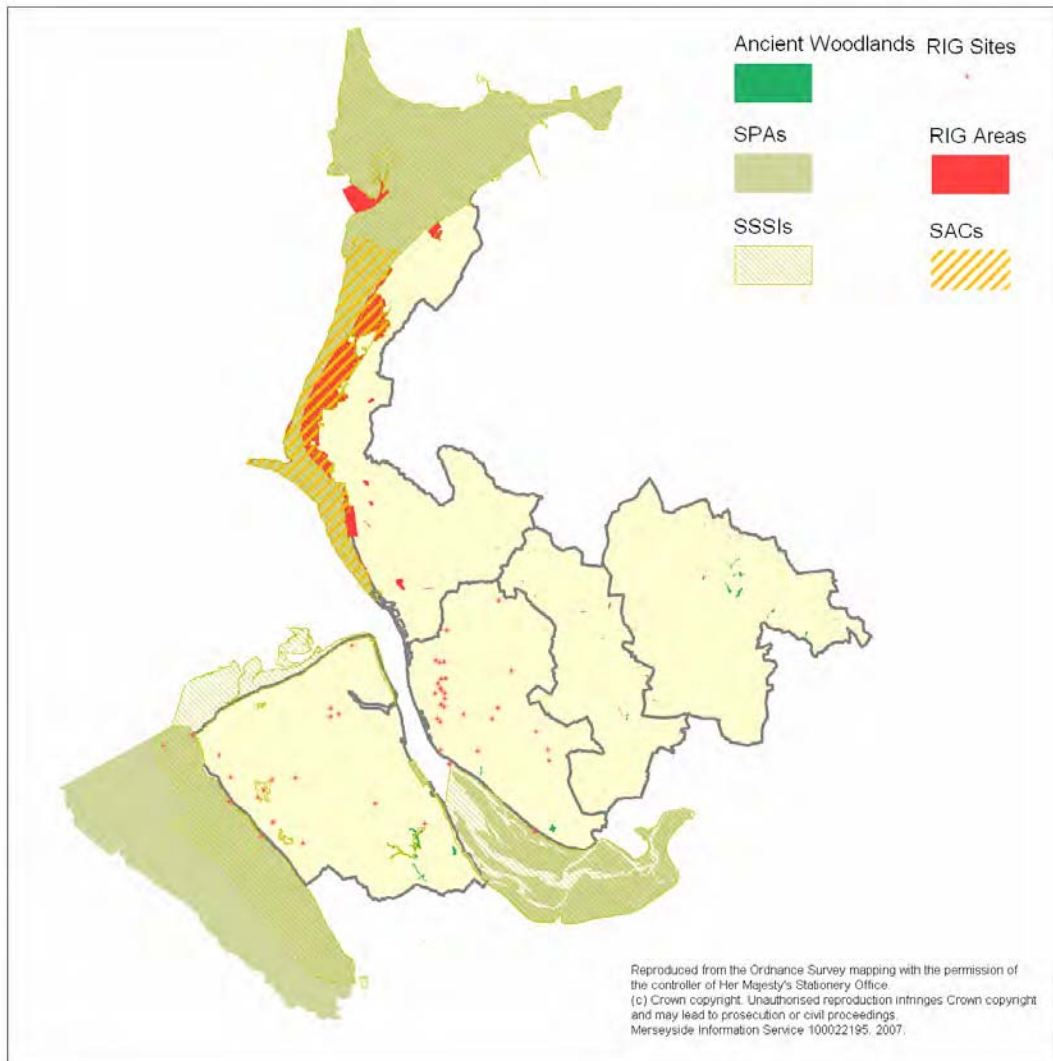 Ancient Woodlands RIG Sites
SPAs RIG Areas
SSSIs SACs
Reproduced from the Ordnance Survey mapping with the permission of
the controller of Her Majesty's Stationery Office.
(c) Crown copyright. Unauthorised reproduction infringes Crown copyright
and may lead to prosecution or civil proceedings.
Merseyside Information Service 100022195. 2007.